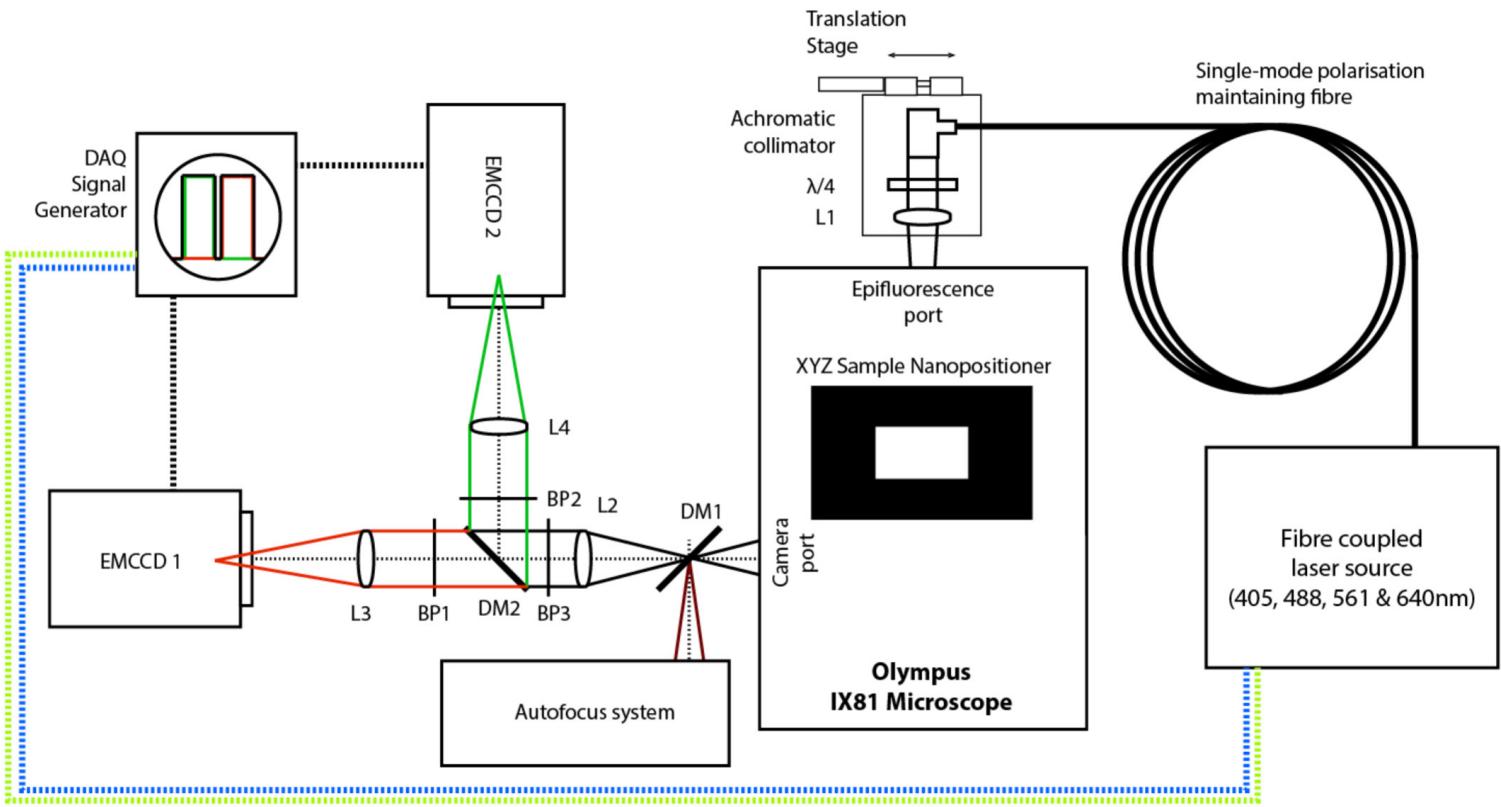 Translation
Stage
Single-mode polarisation
maintaining fibre
Achromatic
collimator
DAQ
Signal
Generator
EMCCD 2
λ/4
L1
Epifluorescence
port
XYZ Sample Nanopositioner
L4
BP2
L2
DM1
Camera
port
EMCCD 1
L3
BP1
DM2
BP3
Fibre coupled
laser source
(405, 488, 561 & 640nm)
Olympus
IX81 Microscope
Autofocus system